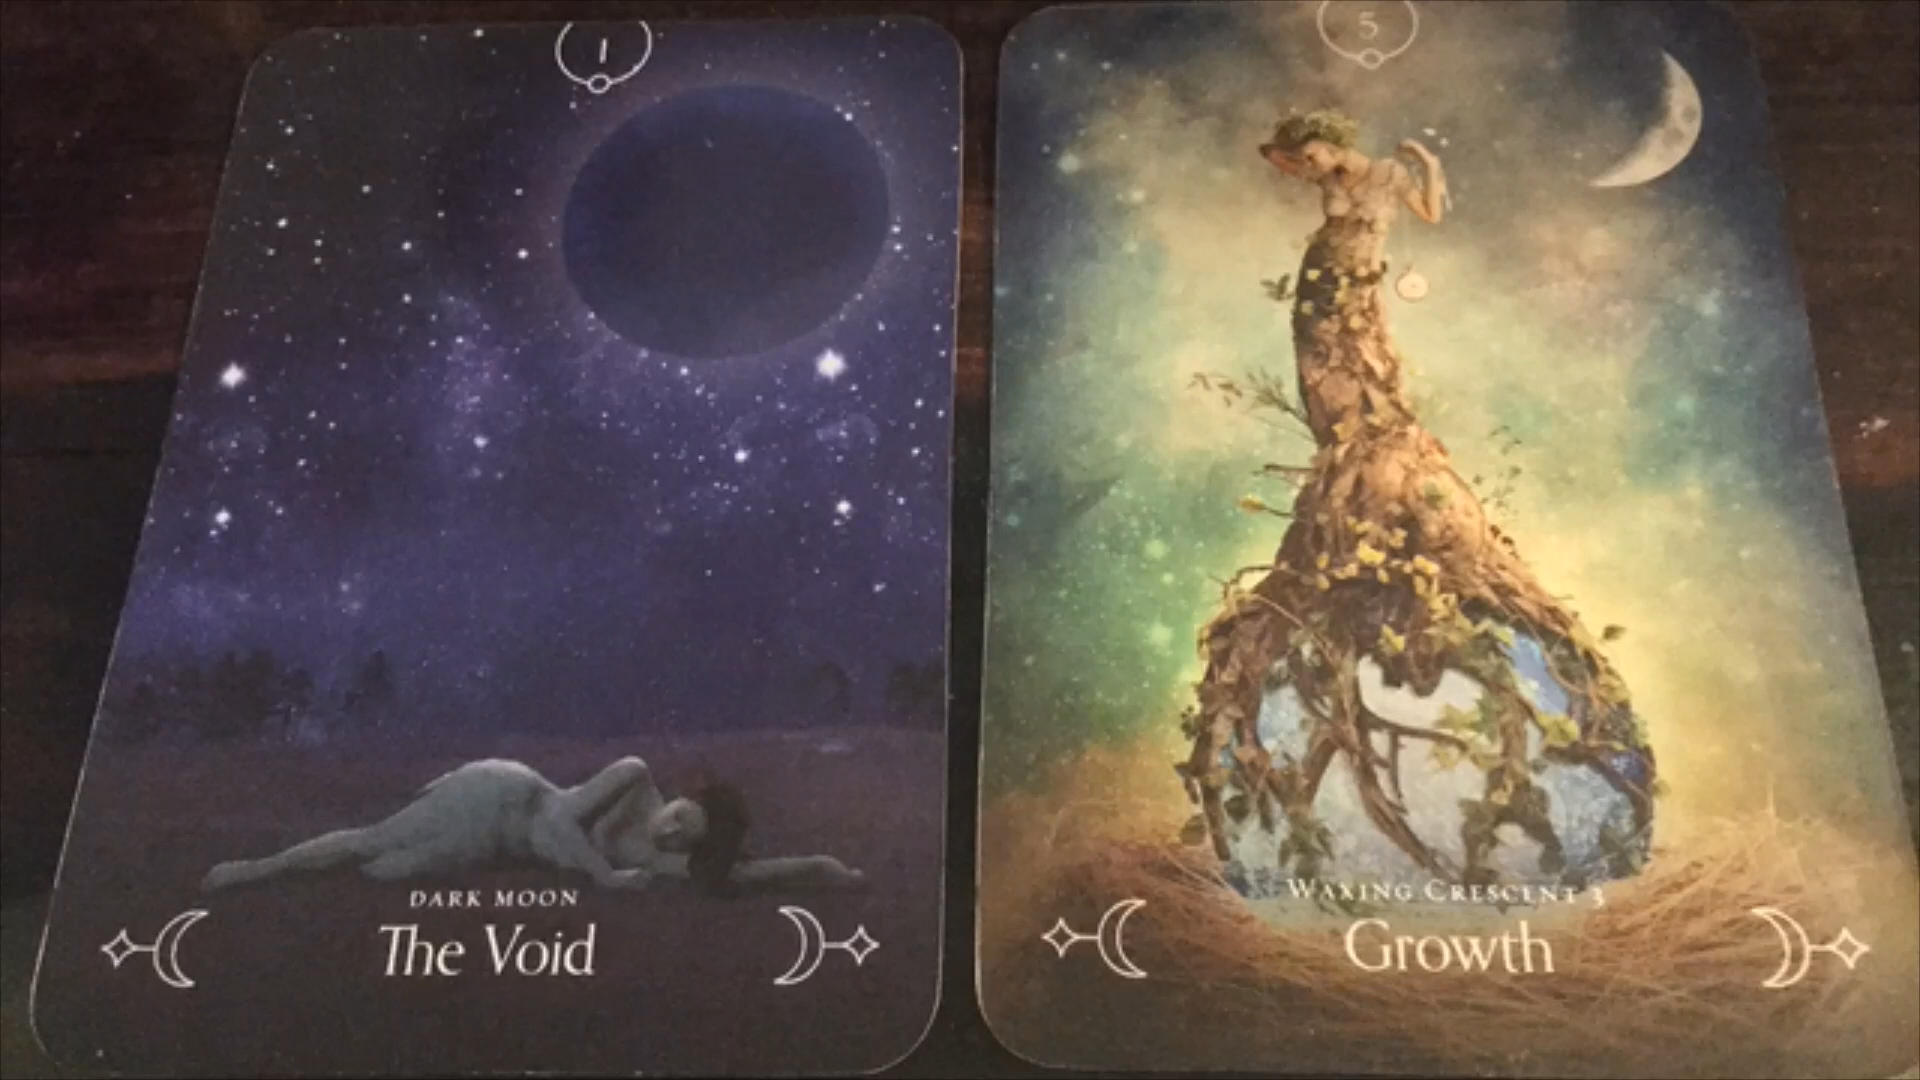 1
DARK MOON
The Void
5
WAXING CRESCENT 3
Growth